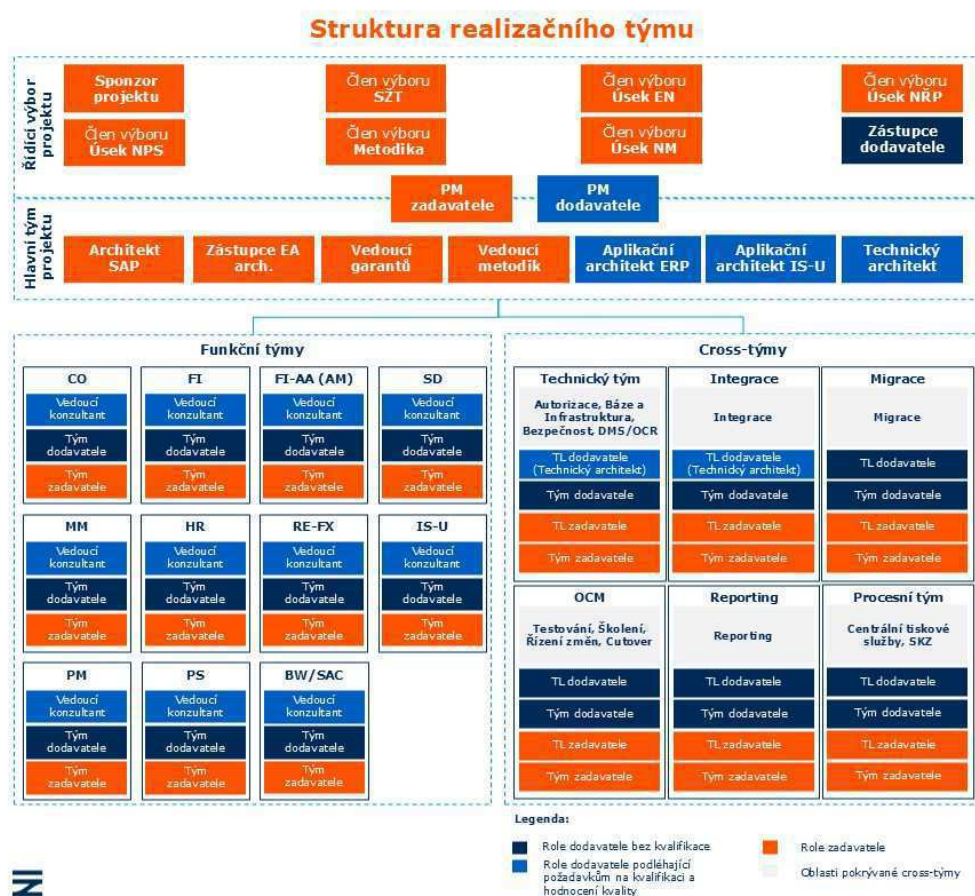 Struktura realizačního týmu
Řídící výbor
projektu
Sponzor
projektu
Člen výboru
SŽT
Člen výboru
Úsek EN
Člen výboru
Úsek NŘP
Člen výboru
Úsek NPS
Člen výboru
Metodika
Člen výboru
Úsek NM
Zástupce
dodavatele
PM
zadavatele
PM
dodavatele
Hlavní tým
projektu
Architekt
SAP
Zástupce EA
arch.
Vedoucí
garantů
Vedoucí
metodik
Aplikační
architekt ERP
Aplikační
architekt IS-U
Technický
architekt
Funkční týmy
CO
Vedoucí
konzultant
Tým
dodavatele
Tým
zadavatele
FI
Vedoucí
konzultant
Tým
dodavatele
Tým
zadavatele
FI-AA (AM)
Vedoucí
konzultant
Tým
dodavatele
Tým
zadavatele
SD
Vedoucí
konzultant
Tým
dodavatele
Tým
zadavatele
MM
Vedoucí
konzultant
Tým
dodavatele
Tým
zadavatele
HR
Vedoucí
konzultant
Tým
dodavatele
Tým
zadavatele
RE-FX
Vedoucí
konzultant
Tým
dodavatele
Tým
zadavatele
IS-U
Vedoucí
konzultant
Tým
dodavatele
Tým
zadavatele
PM
Vedoucí
konzultant
Tým
dodavatele
Tým
zadavatele
PS
Vedoucí
konzultant
Tým
dodavatele
Tým
zadavatele
BW/SAC
Vedoucí
konzultant
Tým
dodavatele
Tým
zadavatele
Cross-týmy
Technický tým
Autorizace, Báze a
Infrastruktura,
Bezpečnost, DMS/OCR
TL dodavatele
(Technický architekt)
Tým dodavatele
TL zadavatele
Tým zadavatele
Integrace
Integrace
TL dodavatele
(Technický architekt)
Tým dodavatele
TL zadavatele
Tým zadavatele
Migrace
Migrace
TL dodavatele
Tým dodavatele
TL zadavatele
Tým zadavatele
OCM
Testování, Školení,
Řízení změn, Cutover
TL dodavatele
Tým dodavatele
TL zadavatele
Tým zadavatele
Reporting
Reporting
TL dodavatele
Tým dodavatele
TL zadavatele
Tým zadavatele
Procesní tým
Centrální tiskové
služby, SKZ
TL dodavatele
Tým dodavatele
TL zadavatele
Tým zadavatele
Legenda:
Role dodavatele bez kvalifikace
Role dodavatele podléhající
požadavkům na kvalifikaci a
hodnocení kvality
Role zadavatele
Oblasti pokrývané cross-týmy